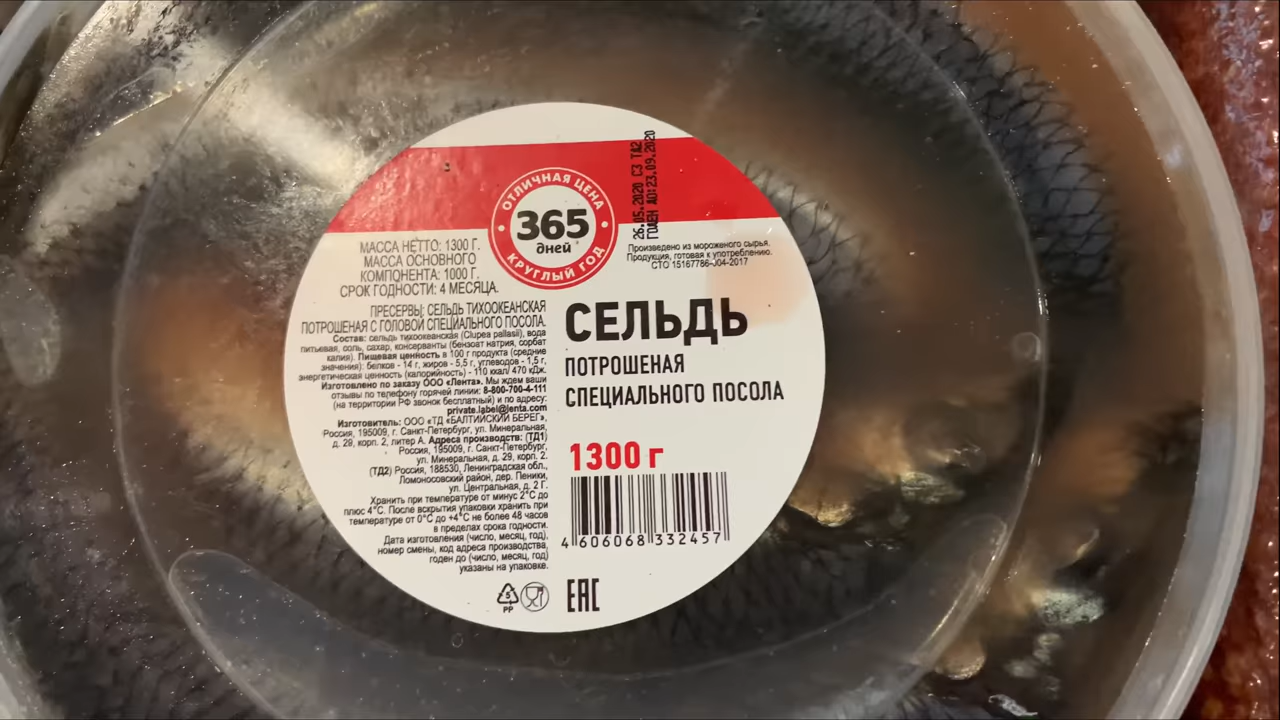 26.05.2020 С3 ТА2
ГОДЕН ДО:23.09.2020
ОТЛИЧНАЯ ЦЕНА
365
дней
КРУГЛЫЙ ГОД
МАССА НЕТТО: 1300 Г.
МАССА ОСНОВНОГО
КОМПОНЕНТА: 1000 Г.
СРОК ГОДНОСТИ: 4 МЕСЯЦА.
Произведено из мороженого сырья.
Продукция, готовая к употреблению.
СТО 15167786-J04-2017
ПРЕСЕРВЫ: СЕЛЬДЬ ТИХООКЕАНСКАЯ
ПОТРОШЕНАЯ С ГОЛОВОЙ СПЕЦИАЛЬНОГО ПОСОЛА.
Состав: сельдь тихоокеанская (Clupea pallasii), вода
питьевая, соль, сахар, консерванты (бензоат натрия, сорбат
калия). Пищевая ценность в 100 г продукта (средние
значения): белков - 14 г, жиров - 5,5 г, углеводов - 1,5 г,
энергетическая ценность (калорийность) - 110 ккал/ 470 кДж.
Изготовлено по заказу ООО «Лента». Мы ждем ваши
отзывы по телефону горячей линии: 8-800-700-4-111
(на территории РФ звонок бесплатный) и по адресу:
private.label@lenta.com
Изготовитель: ООО «ТД «БАЛТИЙСКИЙ БЕРЕГ»,
Россия, 195009, г. Санкт-Петербург, ул. Минеральная,
д. 29, корп. 2, литер А. Адреса производств: (ТД1)
Россия, 195009, г. Санкт-Петербург,
ул. Минеральная, д. 29, корп. 2.
(ТД2) Россия, 188530, Ленинградская обл.,
Ломоносовский район, дер. Пеники,
ул. Центральная, д. 2 Г.
Хранить при температуре от минус 2°С до
плюс 4°С. После вскрытия упаковки хранить при
температуре от 0°С до +4°С не более 48 часов
в пределах срока годности.
Дата изготовления (число, месяц, год),
номер смены, код адреса производства,
годен до (число, месяц, год)
указаны на упаковке.
СЕЛЬДЬ
ПОТРОШЕНАЯ
СПЕЦИАЛЬНОГО ПОСОЛА
1300 г
4 606068 332457
5
PP
ЕАС